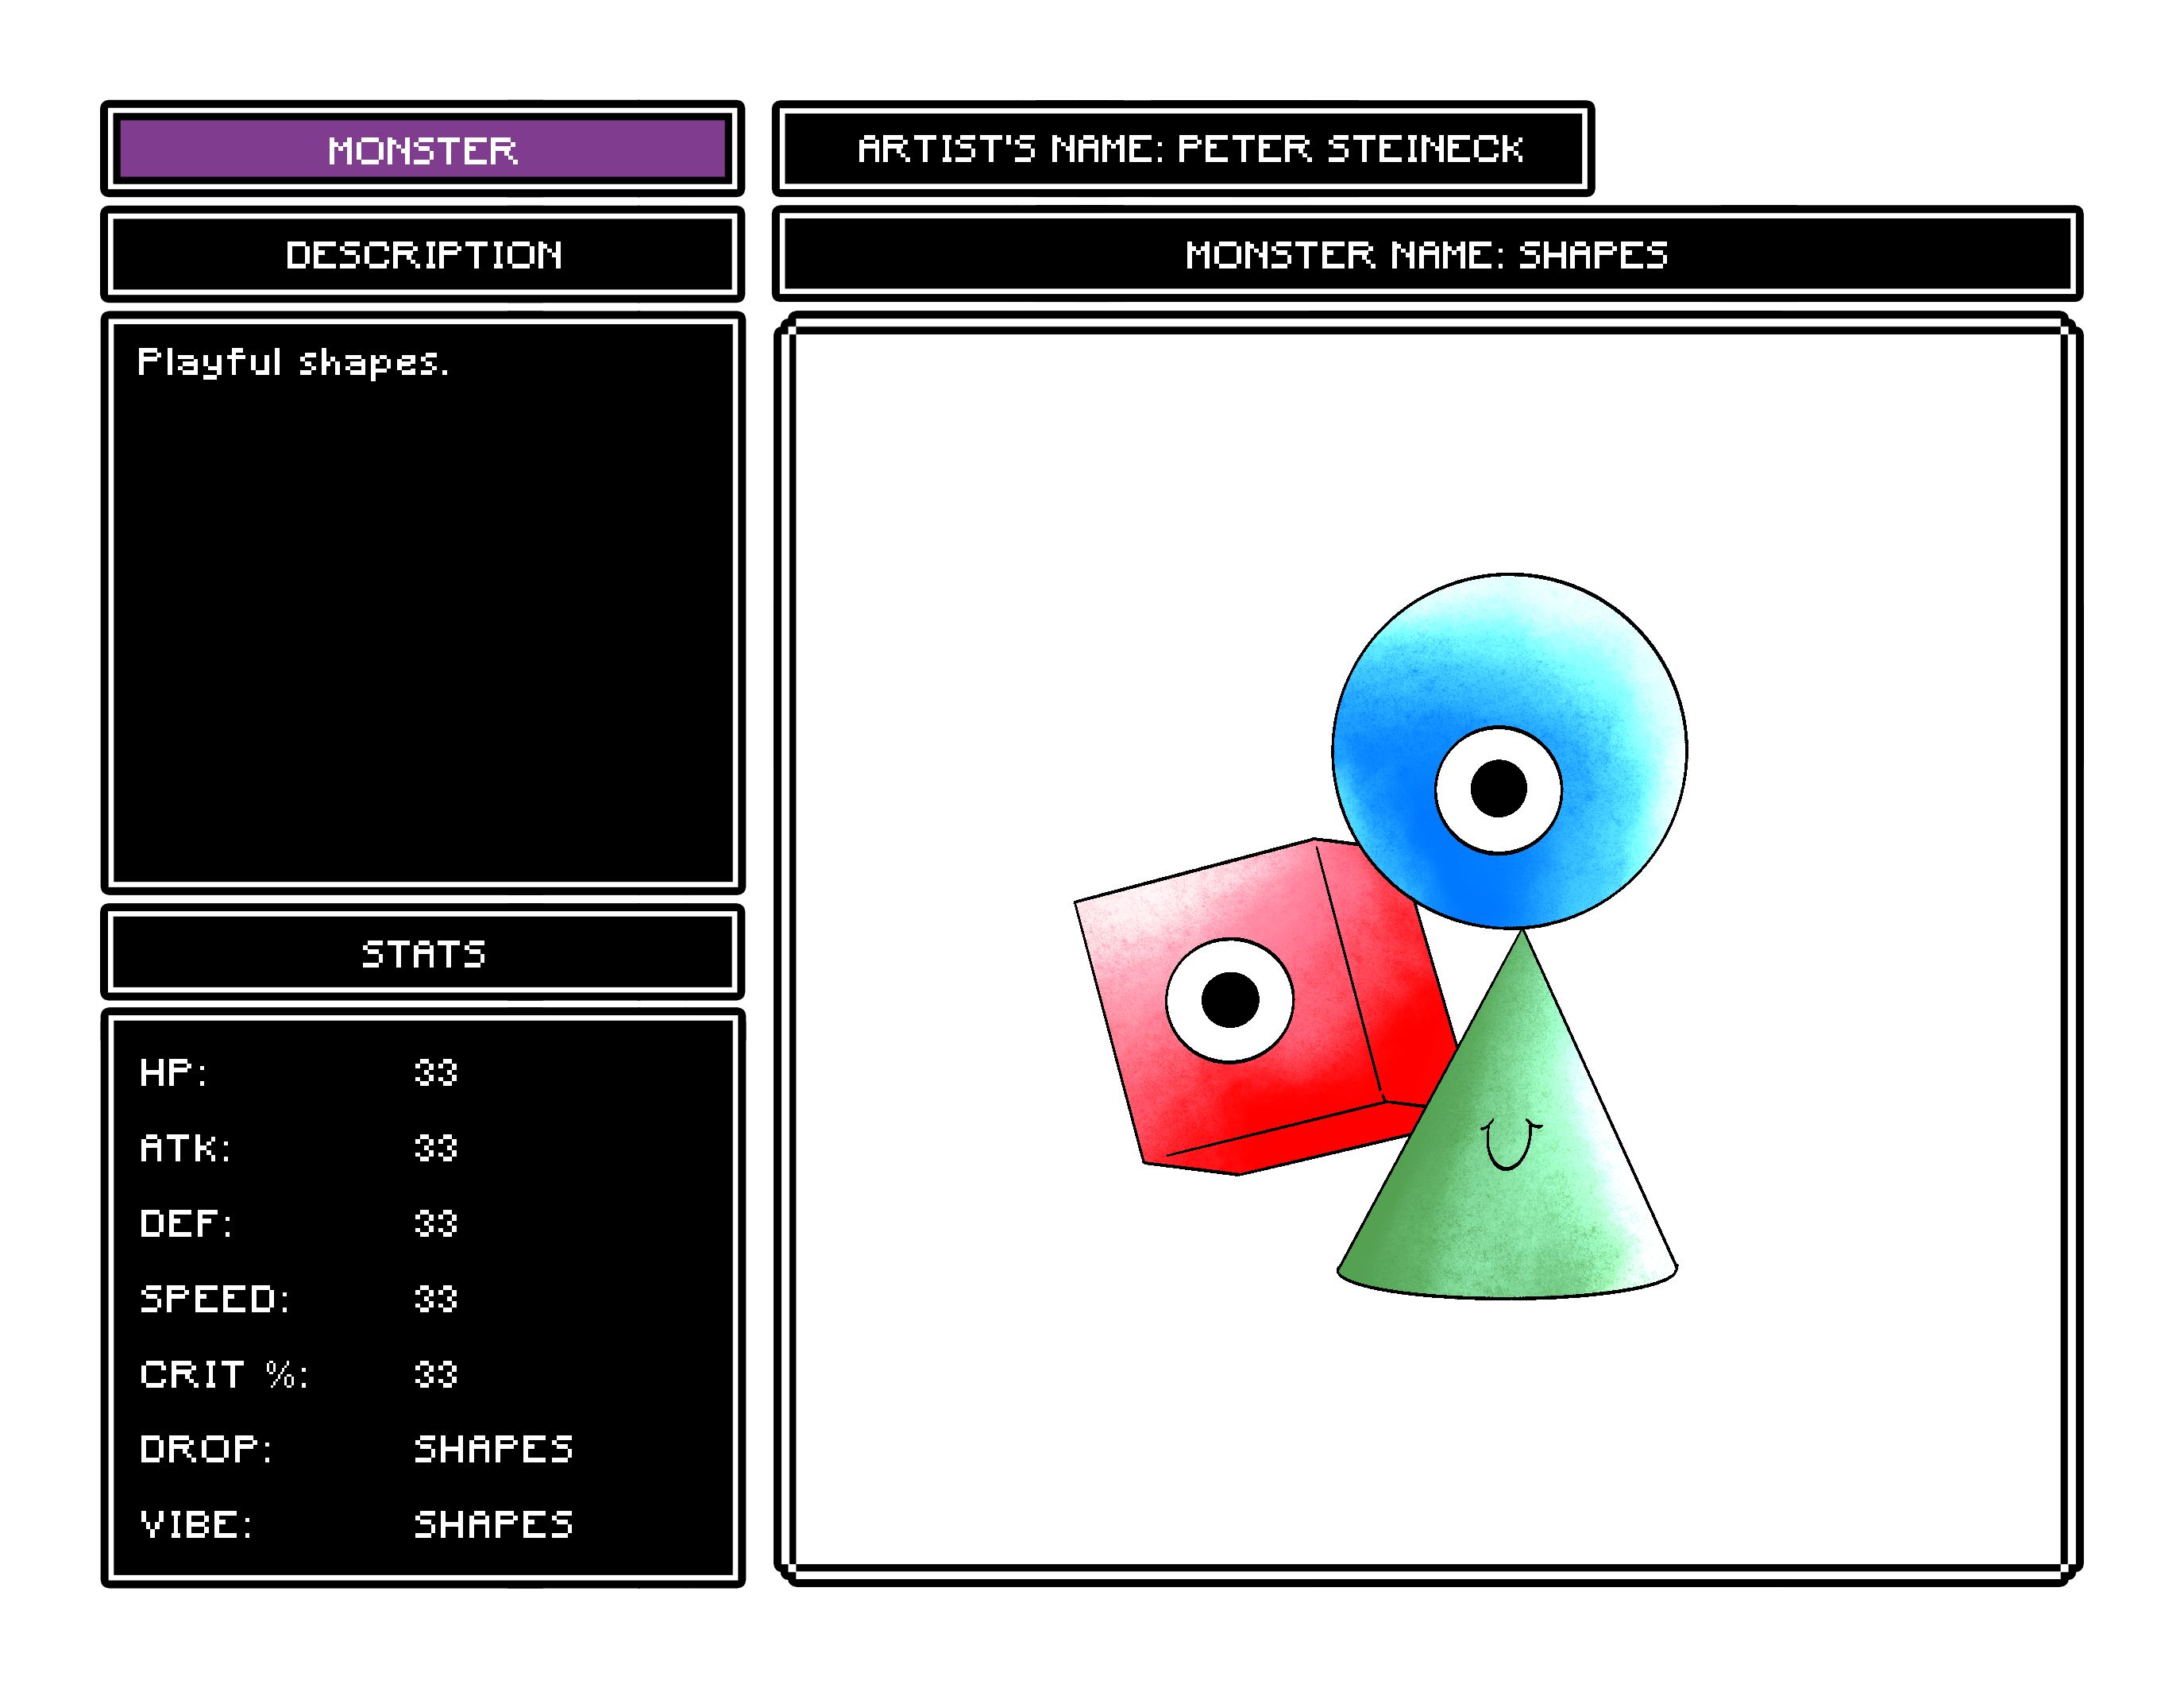 MONSTER
ARTIST'S NAME: PETER STEINECK
DESCRIPTION
MONSTER NAME: SHAPES
Playful shapes.
STATS
HP: 33
ATK: 33
DEF: 33
SPEED: 33
CRIT %: 33
DROP: SHAPES
VIBE: SHAPES